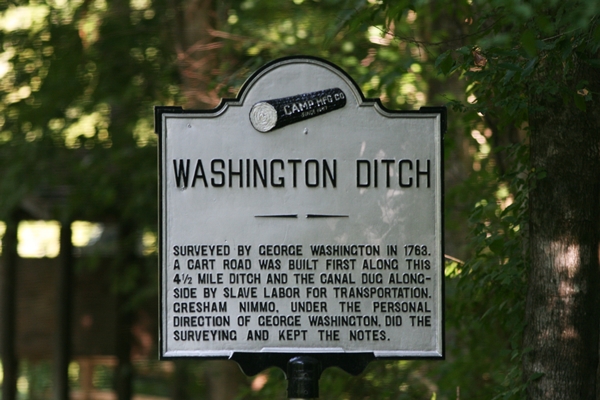 CAMP MFG CO
WASHINGTON DITCH
SURVEYED BY GEORGE WASHINGTON IN 1763.
A CART ROAD WAS BUILT FIRST ALONG THIS
4½ MILE DITCH AND THE CANAL DUG ALONG-
SIDE BY SLAVE LABOR FOR TRANSPORTATION.
GRESHAM NIMMO, UNDER THE PERSONAL
DIRECTION OF GEORGE WASHINGTON, DID THE
SURVEYING AND KEPT THE NOTES.